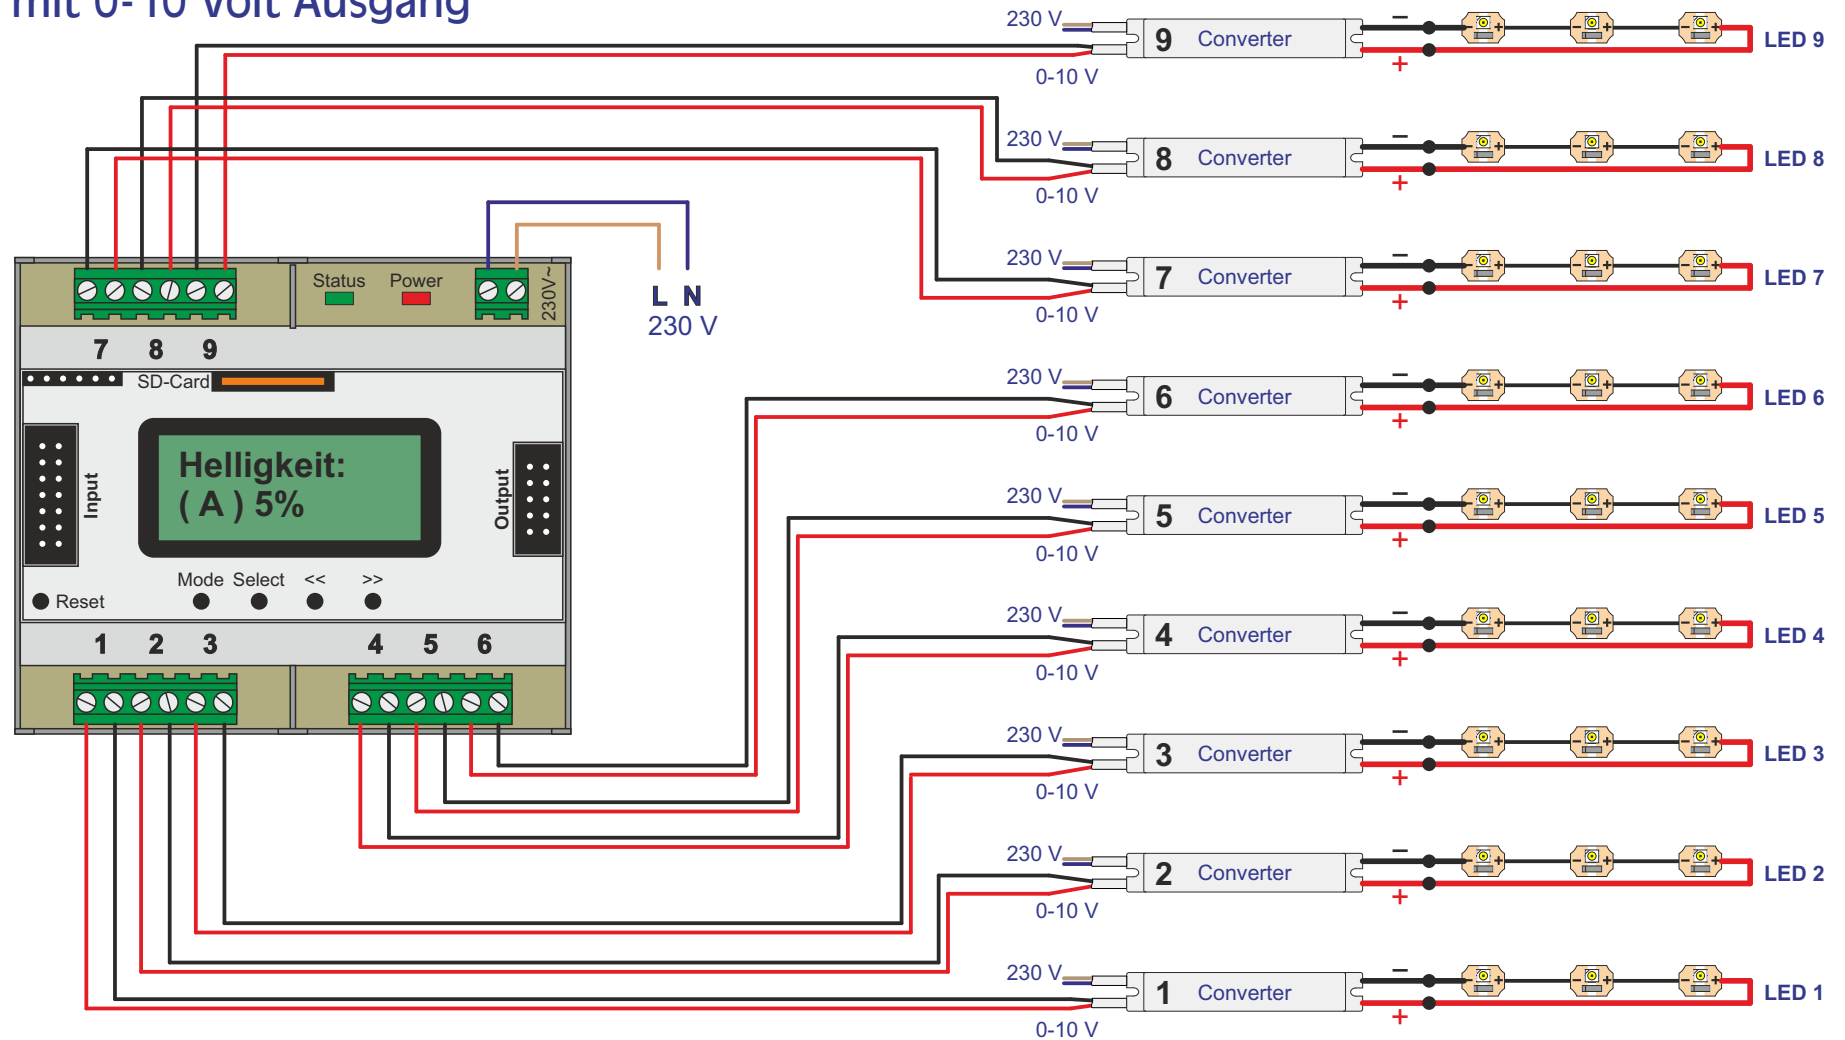 mit 0-10 Volt Ausgang
230 V
9 Converter
− +
LED 9
0-10 V
230 V
8 Converter
− +
LED 8
0-10 V
230 V
7 Converter
− +
LED 7
0-10 V
230 V
6 Converter
− +
LED 6
0-10 V
230 V
5 Converter
− +
LED 5
0-10 V
230 V
4 Converter
− +
LED 4
0-10 V
230 V
3 Converter
− +
LED 3
0-10 V
230 V
2 Converter
− +
LED 2
0-10 V
230 V
1 Converter
− +
LED 1
0-10 V
Status Power
230V~
L N
230 V
7 8 9
SD-Card
Helligkeit:
( A ) 5%
Input
Output
Mode Select << >>
Reset
1 2 3 4 5 6